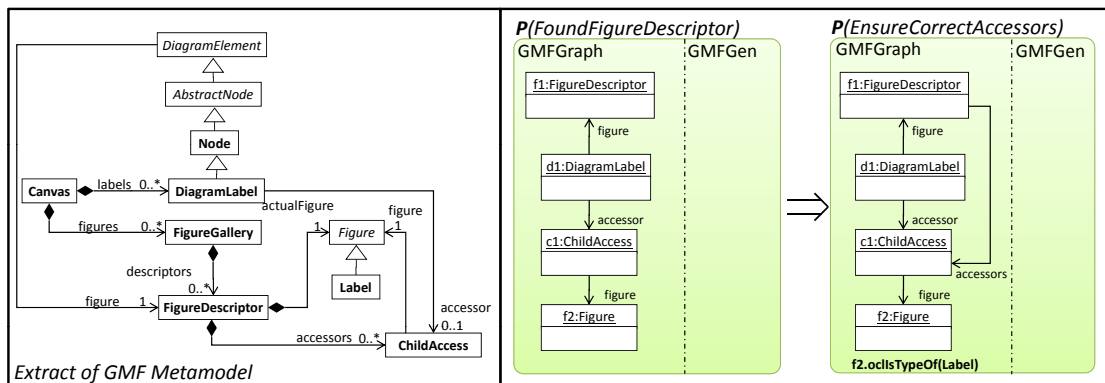 DiagramElement
AbstractNode
Node
Canvas
labels 0..*
DiagramLabel
actualFigure
figure
figures
0..*
FigureGallery
1
Figure
1
descriptors
0..*
Label
figure
1
FigureDescriptor
accessor
0..1
accessors 0..*
ChildAccess
Extract of GMF Metamodel
P(FoundFigureDescriptor)
GMFGraph
GMFGen
f1:FigureDescriptor
figure
d1:DiagramLabel
accessor
c1:ChildAccess
figure
f2:Figure
P(EnsureCorrectAccessors)
GMFGraph
GMFGen
f1:FigureDescriptor
figure
d1:DiagramLabel
accessor
c1:ChildAccess
accessors
figure
f2:Figure
f2.oclIsTypeOf(Label)